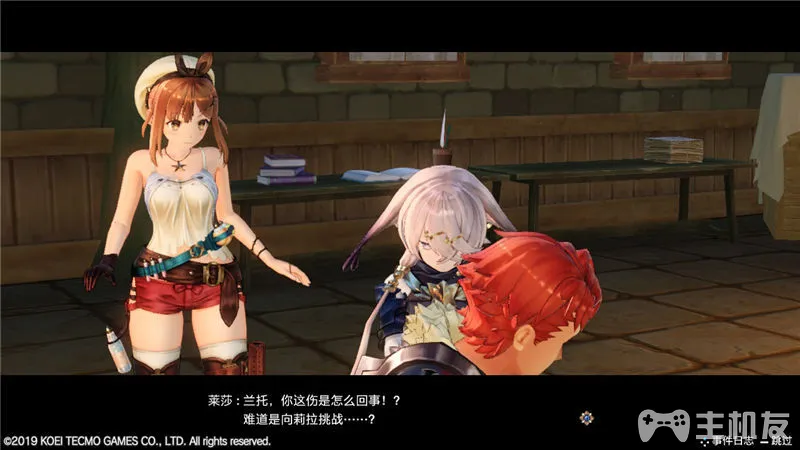 莱莎：兰托，你这伤是怎么回事！？
难道是向莉拉挑战……？
主机友
事件日志 跳过
©2019 KOEI TECMO GAMES CO., LTD. All rights reserved.